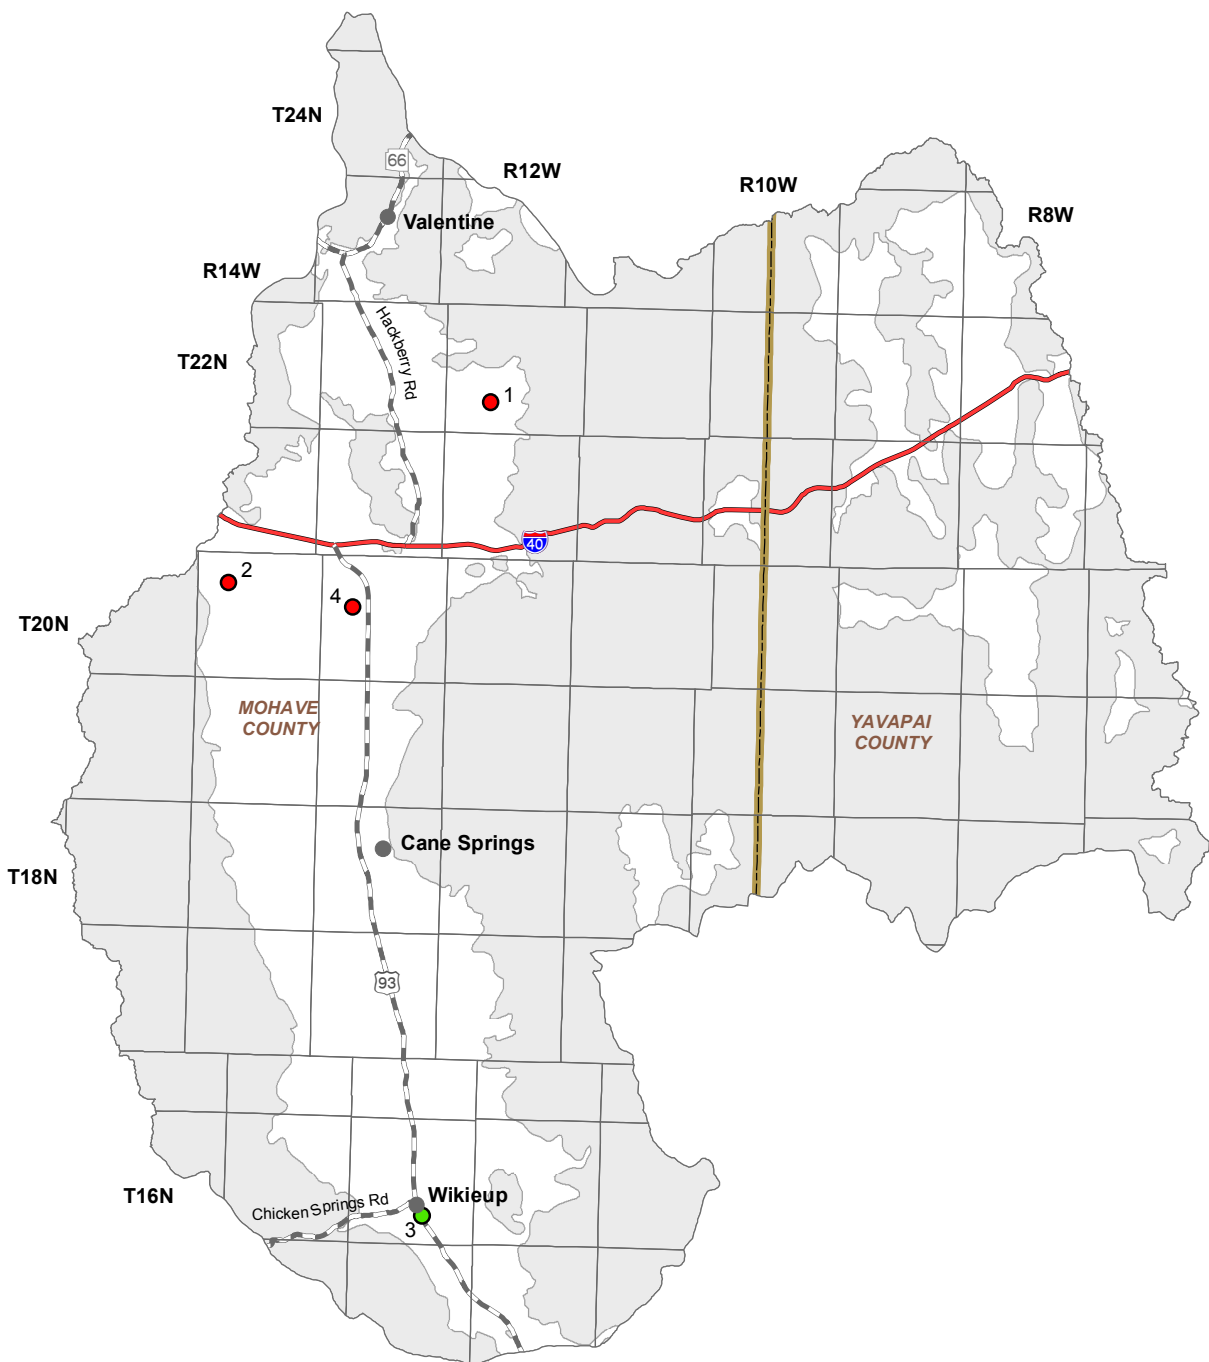 T24N
66
R12W
R10W
R8W
Valentine
R14W
Hackberry Rd
T22N
1
40
2
4
T20N
MOHAVE
COUNTY
YAVAPAI
COUNTY
Cane Springs
T18N
93
T16N
Wikieup
Chicken Springs Rd
3